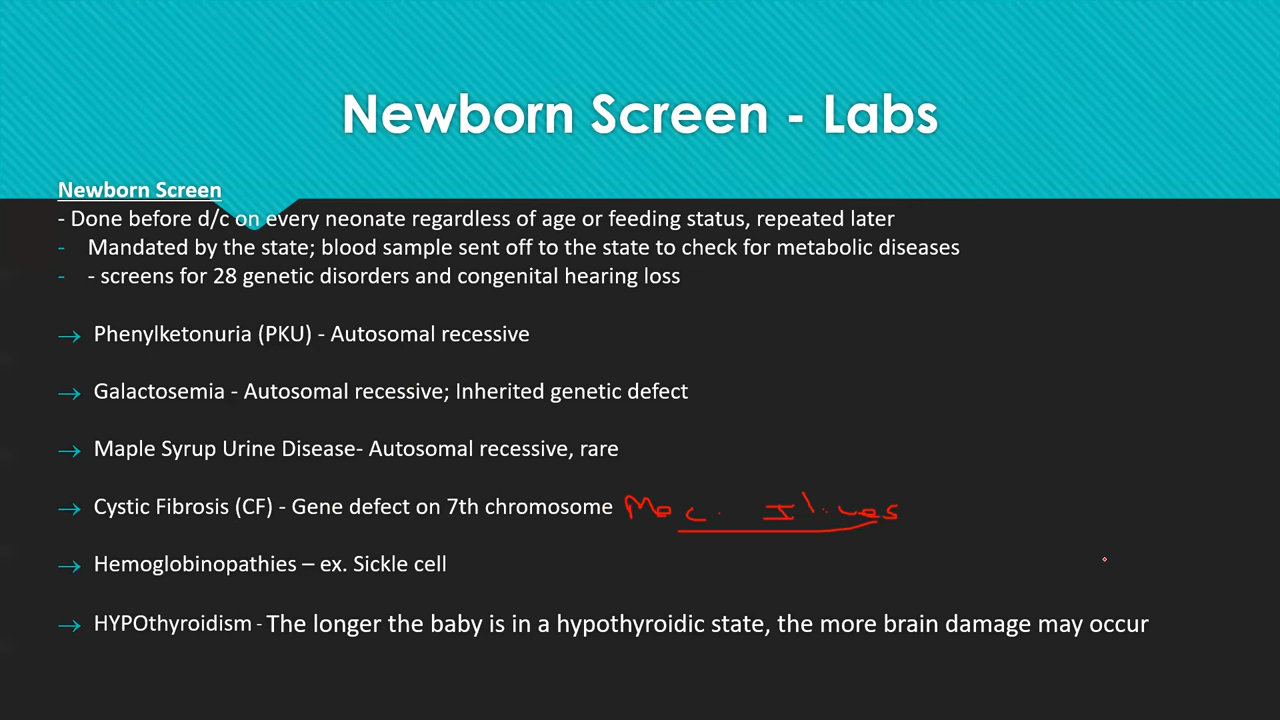 Newborn Screen - Labs
Newborn Screen
- Done before d/c on every neonate regardless of age or feeding status, repeated later
- Mandated by the state; blood sample sent off to the state to check for metabolic diseases
- - screens for 28 genetic disorders and congenital hearing loss
→ Phenylketonuria (PKU) - Autosomal recessive
→ Galactosemia - Autosomal recessive; Inherited genetic defect
→ Maple Syrup Urine Disease- Autosomal recessive, rare
→ Cystic Fibrosis (CF) - Gene defect on 7th chromosome
→ Hemoglobinopathies – ex. Sickle cell
→ HYPOthyroidism - The longer the baby is in a hypothyroidic state, the more brain damage may occur